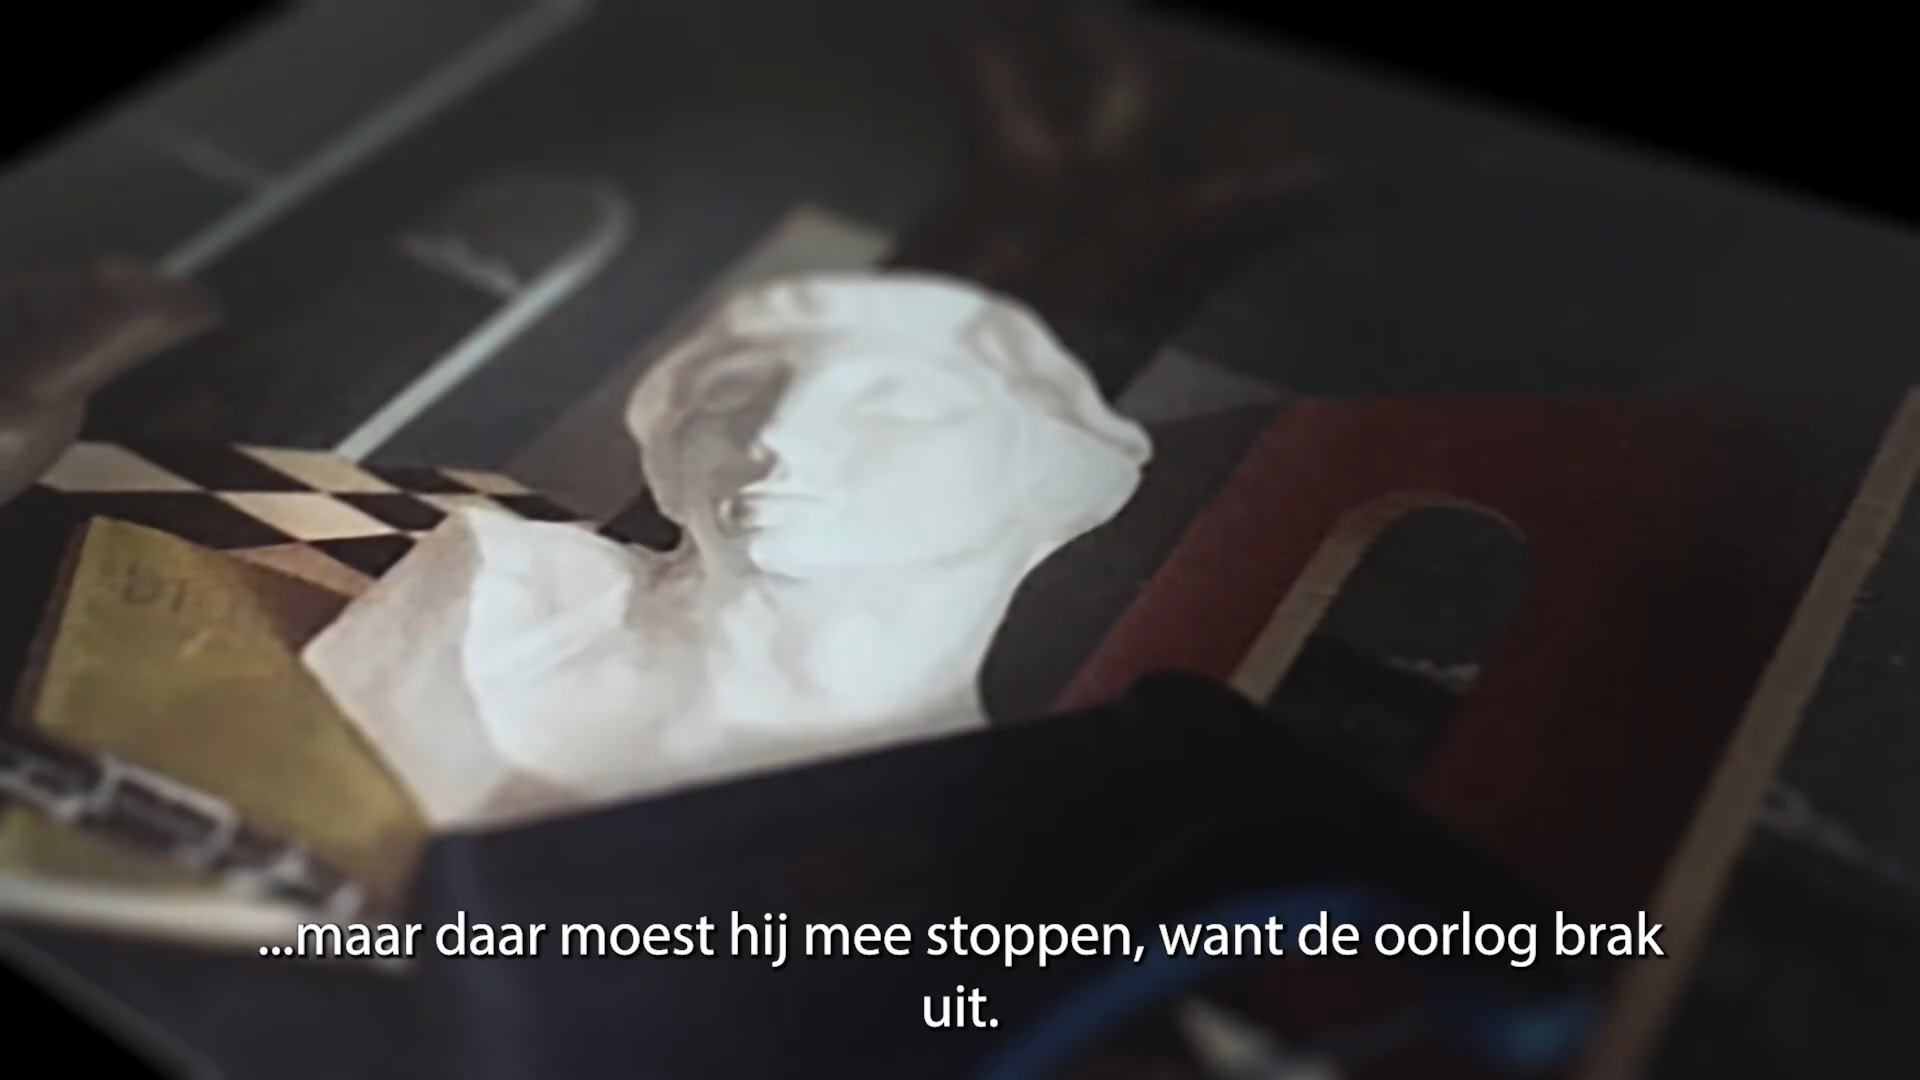 ...maar daar moest hij mee stoppen, want de oorlog brak
uit.